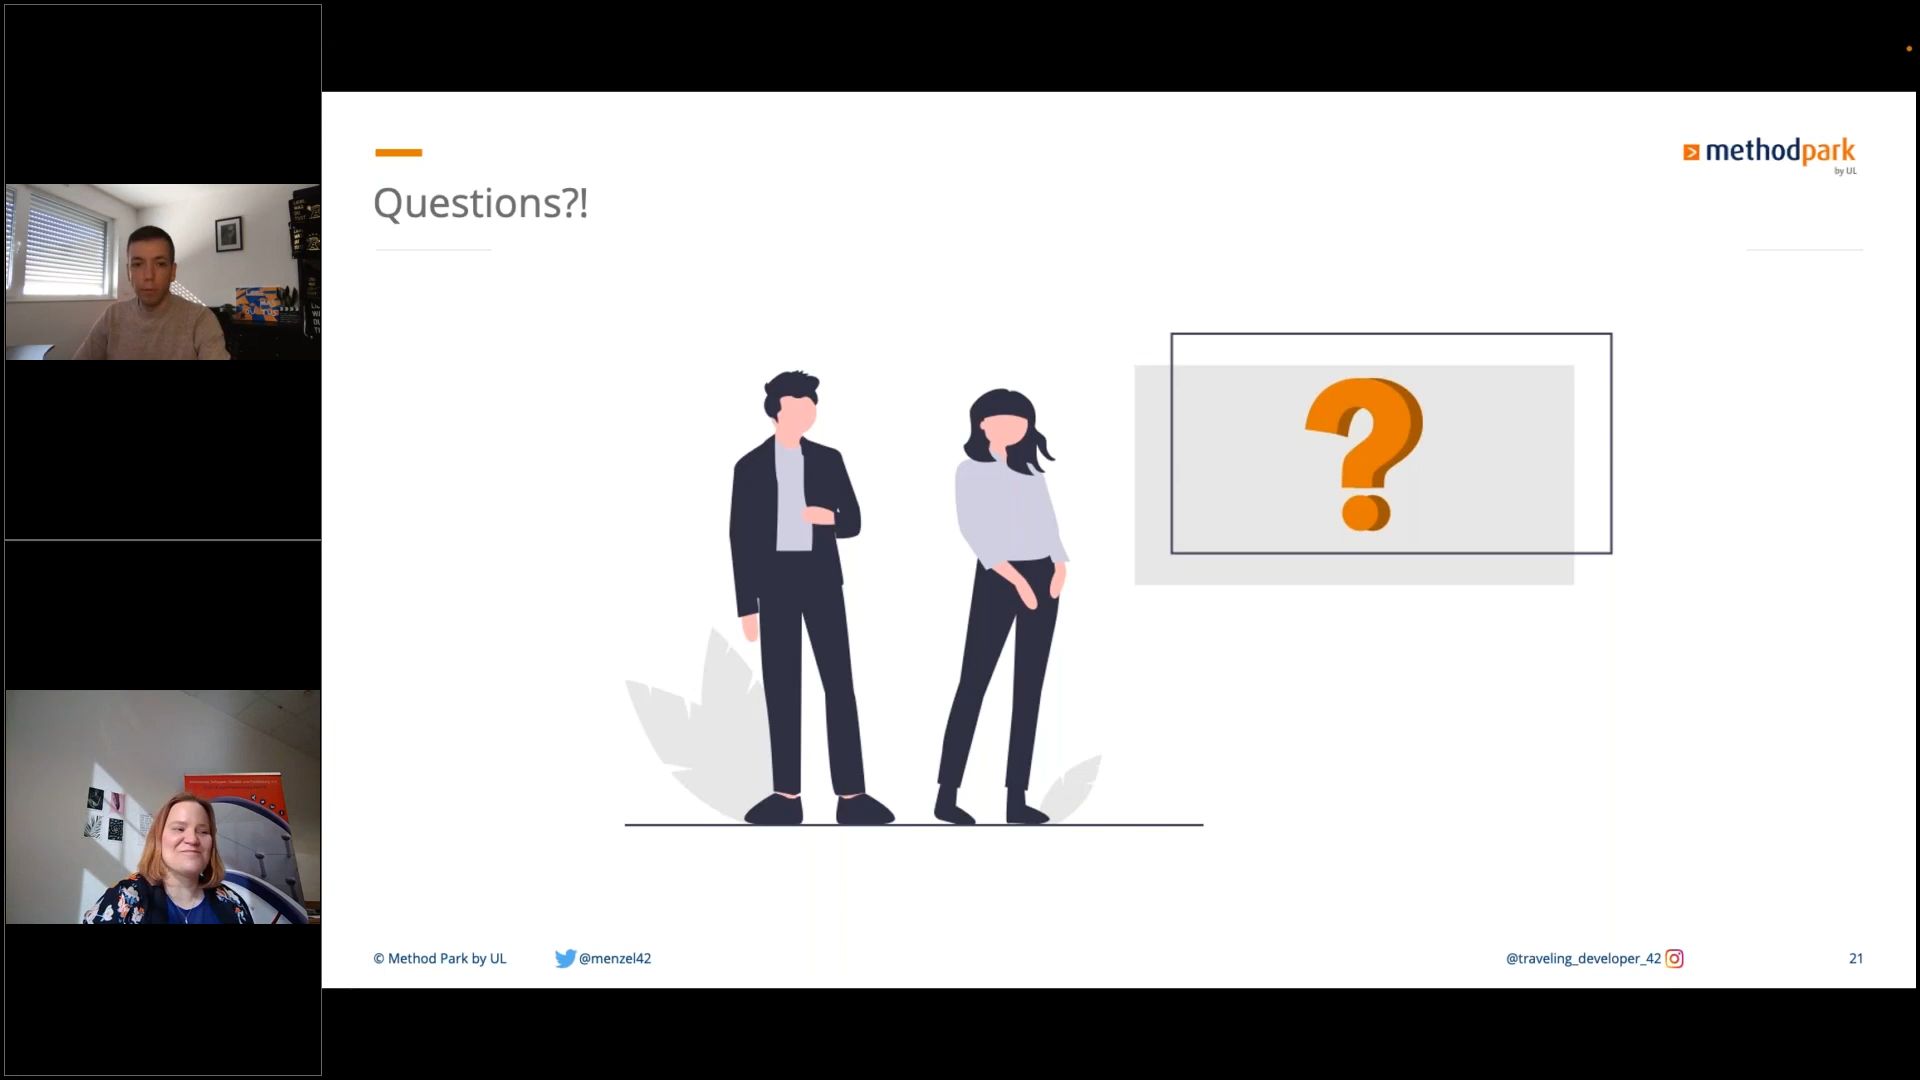 Questions?!
methodpark
by UL
?
© Method Park by UL
@menzel42
@traveling_developer_42
21